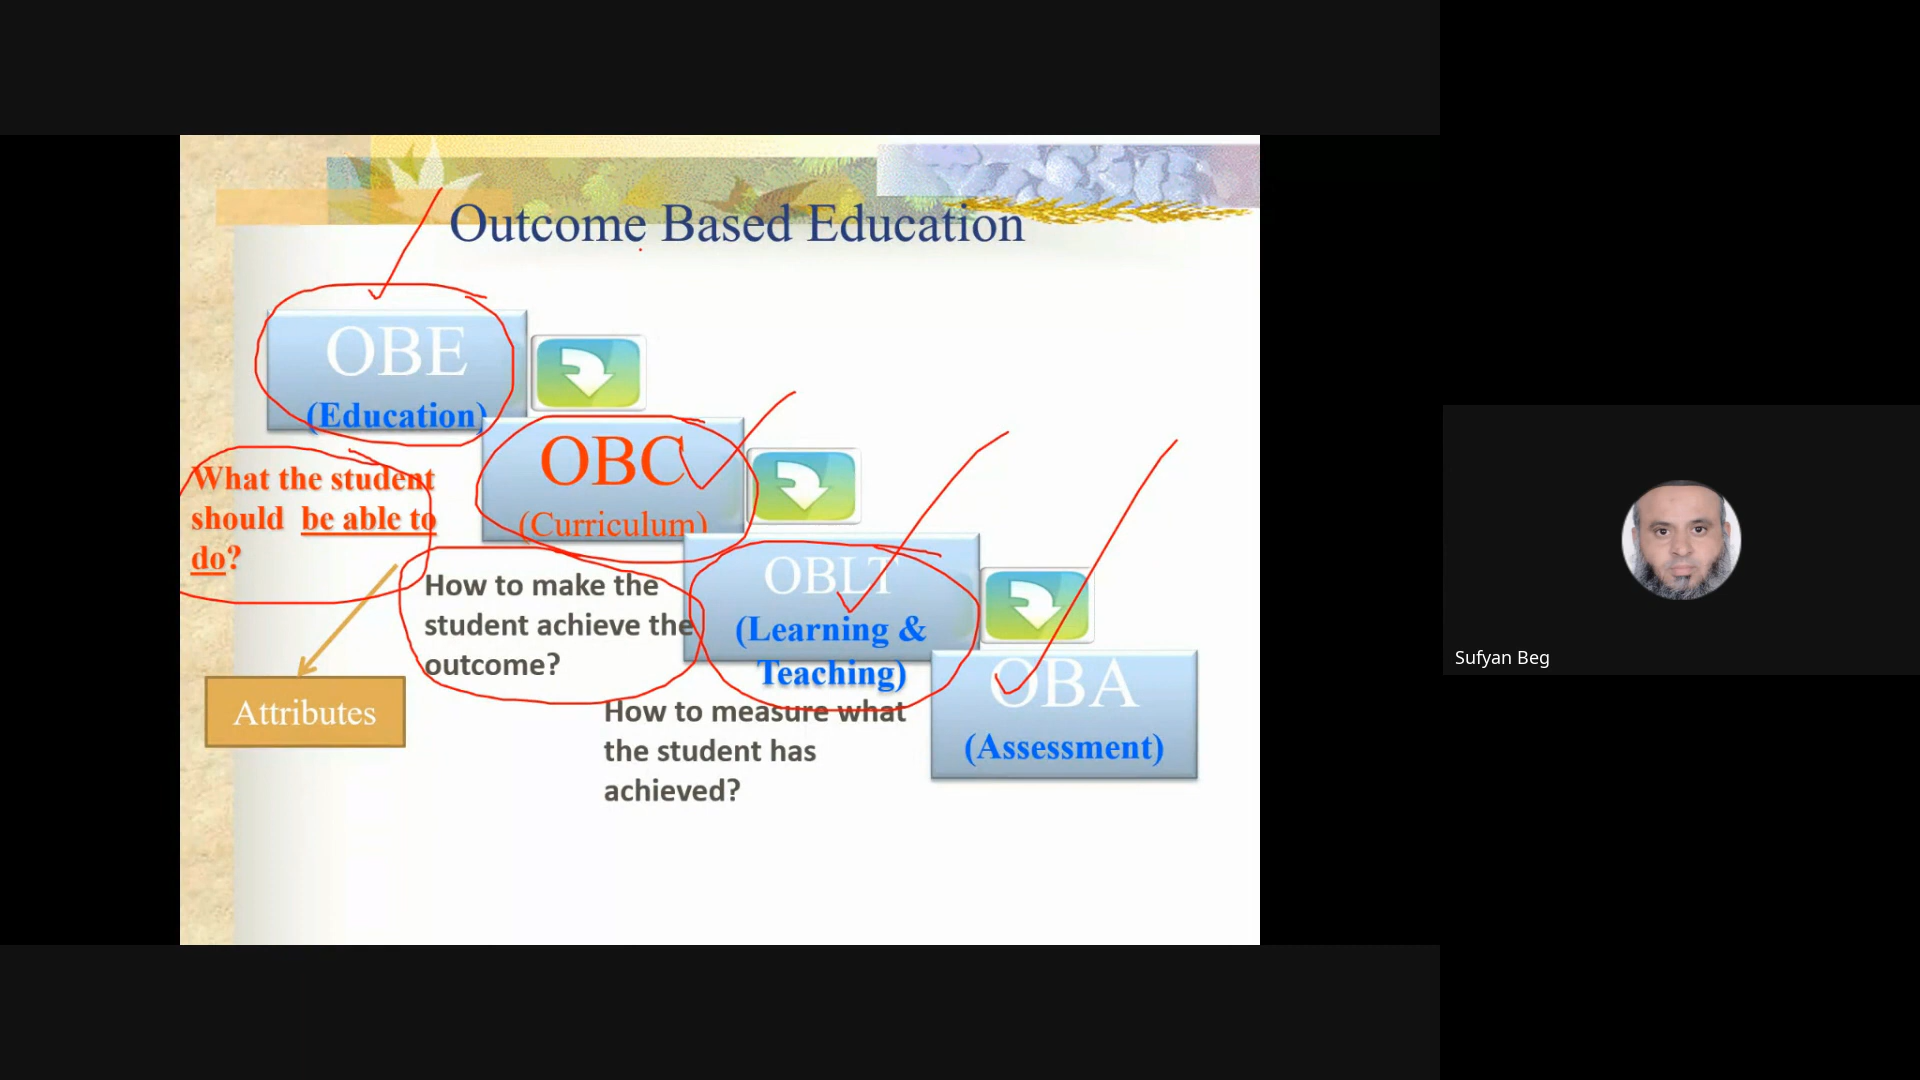 Outcome Based Education
OBE
(Education)
OBC
(Curriculum)
What the student
should be able to
do?
OBLT
(Learning &
Teaching)
How to make the
student achieve the
outcome?
OBA
(Assessment)
Attributes
How to measure what
the student has
achieved?
Sufyan Beg